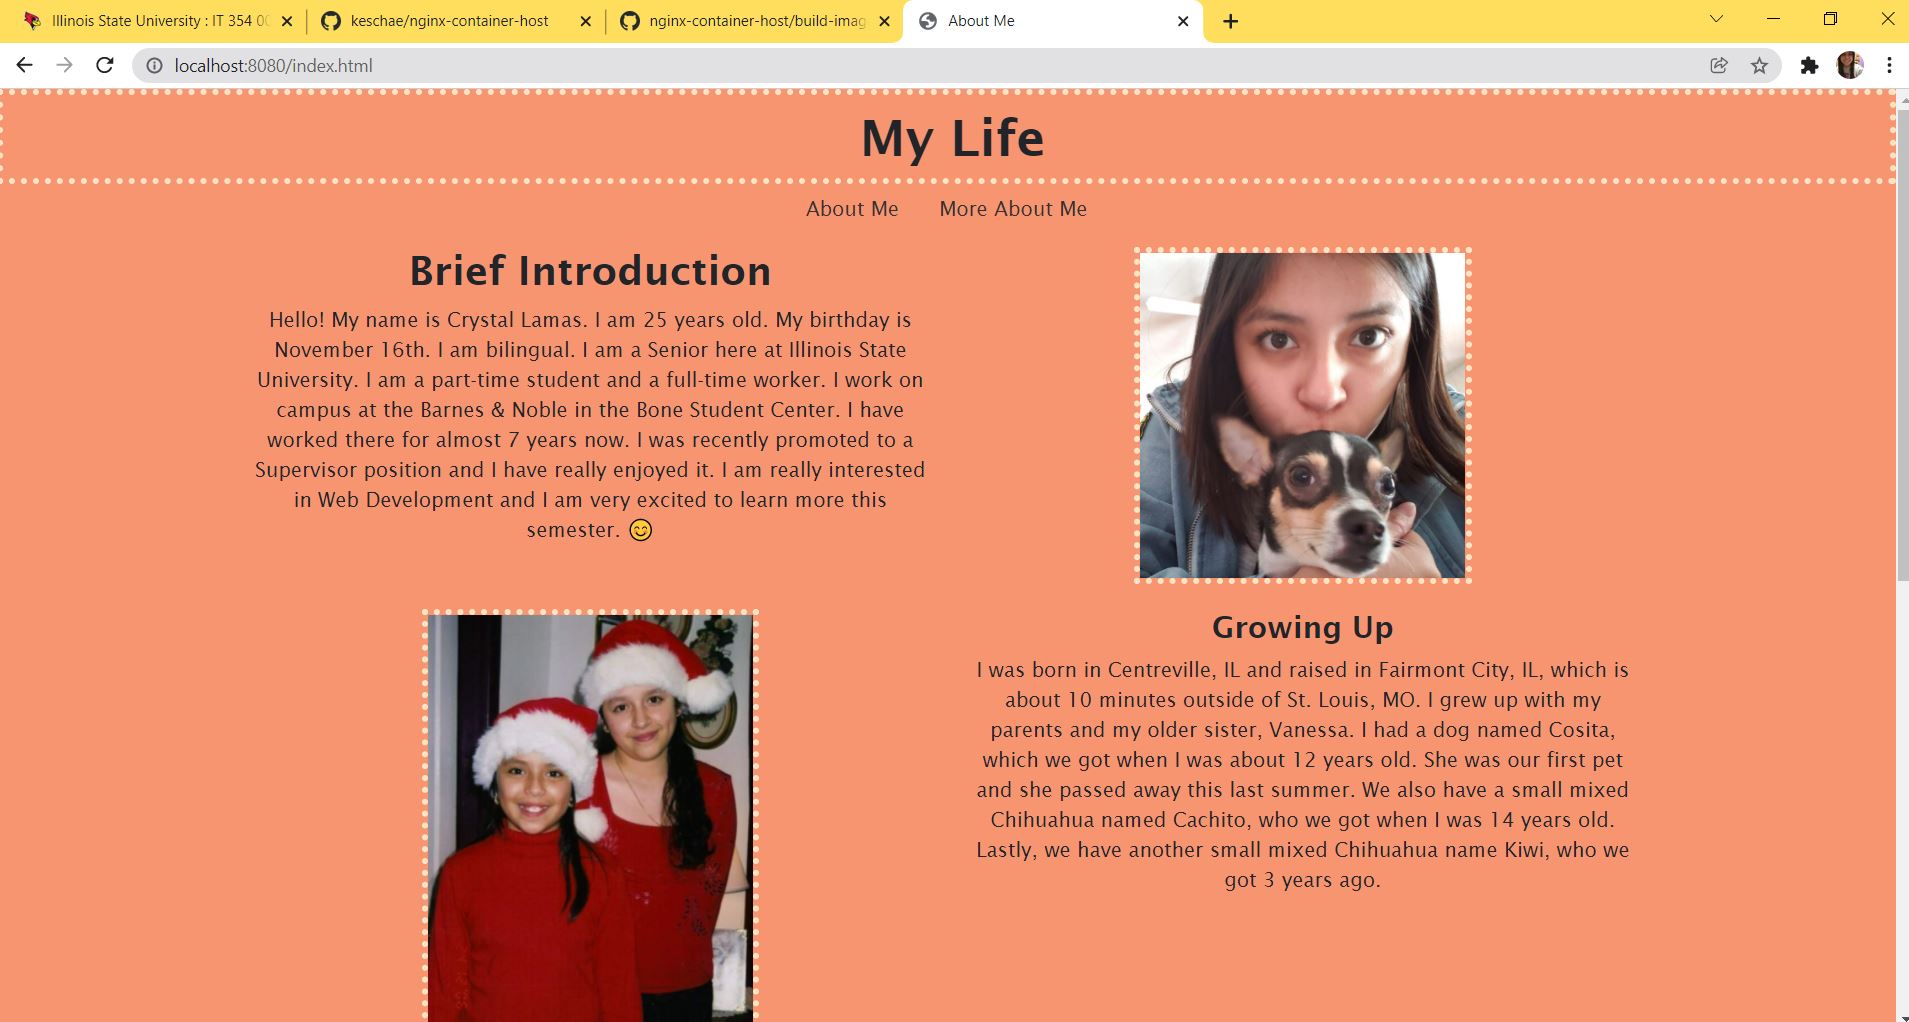 Illinois State University : IT 354 00
keschae/nginx-container-host
nginx-container-host/build-imag
About Me
localhost:8080/index.html
My Life
About Me More About Me
Brief Introduction
Hello! My name is Crystal Lamas. I am 25 years old. My birthday is
November 16th. I am bilingual. I am a Senior here at Illinois State
University. I am a part-time student and a full-time worker. I work on
campus at the Barnes & Noble in the Bone Student Center. I have
worked there for almost 7 years now. I was recently promoted to a
Supervisor position and I have really enjoyed it. I am really interested
in Web Development and I am very excited to learn more this
semester. 😊
Growing Up
I was born in Centreville, IL and raised in Fairmont City, IL, which is
about 10 minutes outside of St. Louis, MO. I grew up with my
parents and my older sister, Vanessa. I had a dog named Cosita,
which we got when I was about 12 years old. She was our first pet
and she passed away this last summer. We also have a small mixed
Chihuahua named Cachito, who we got when I was 14 years old.
Lastly, we have another small mixed Chihuahua name Kiwi, who we
got 3 years ago.